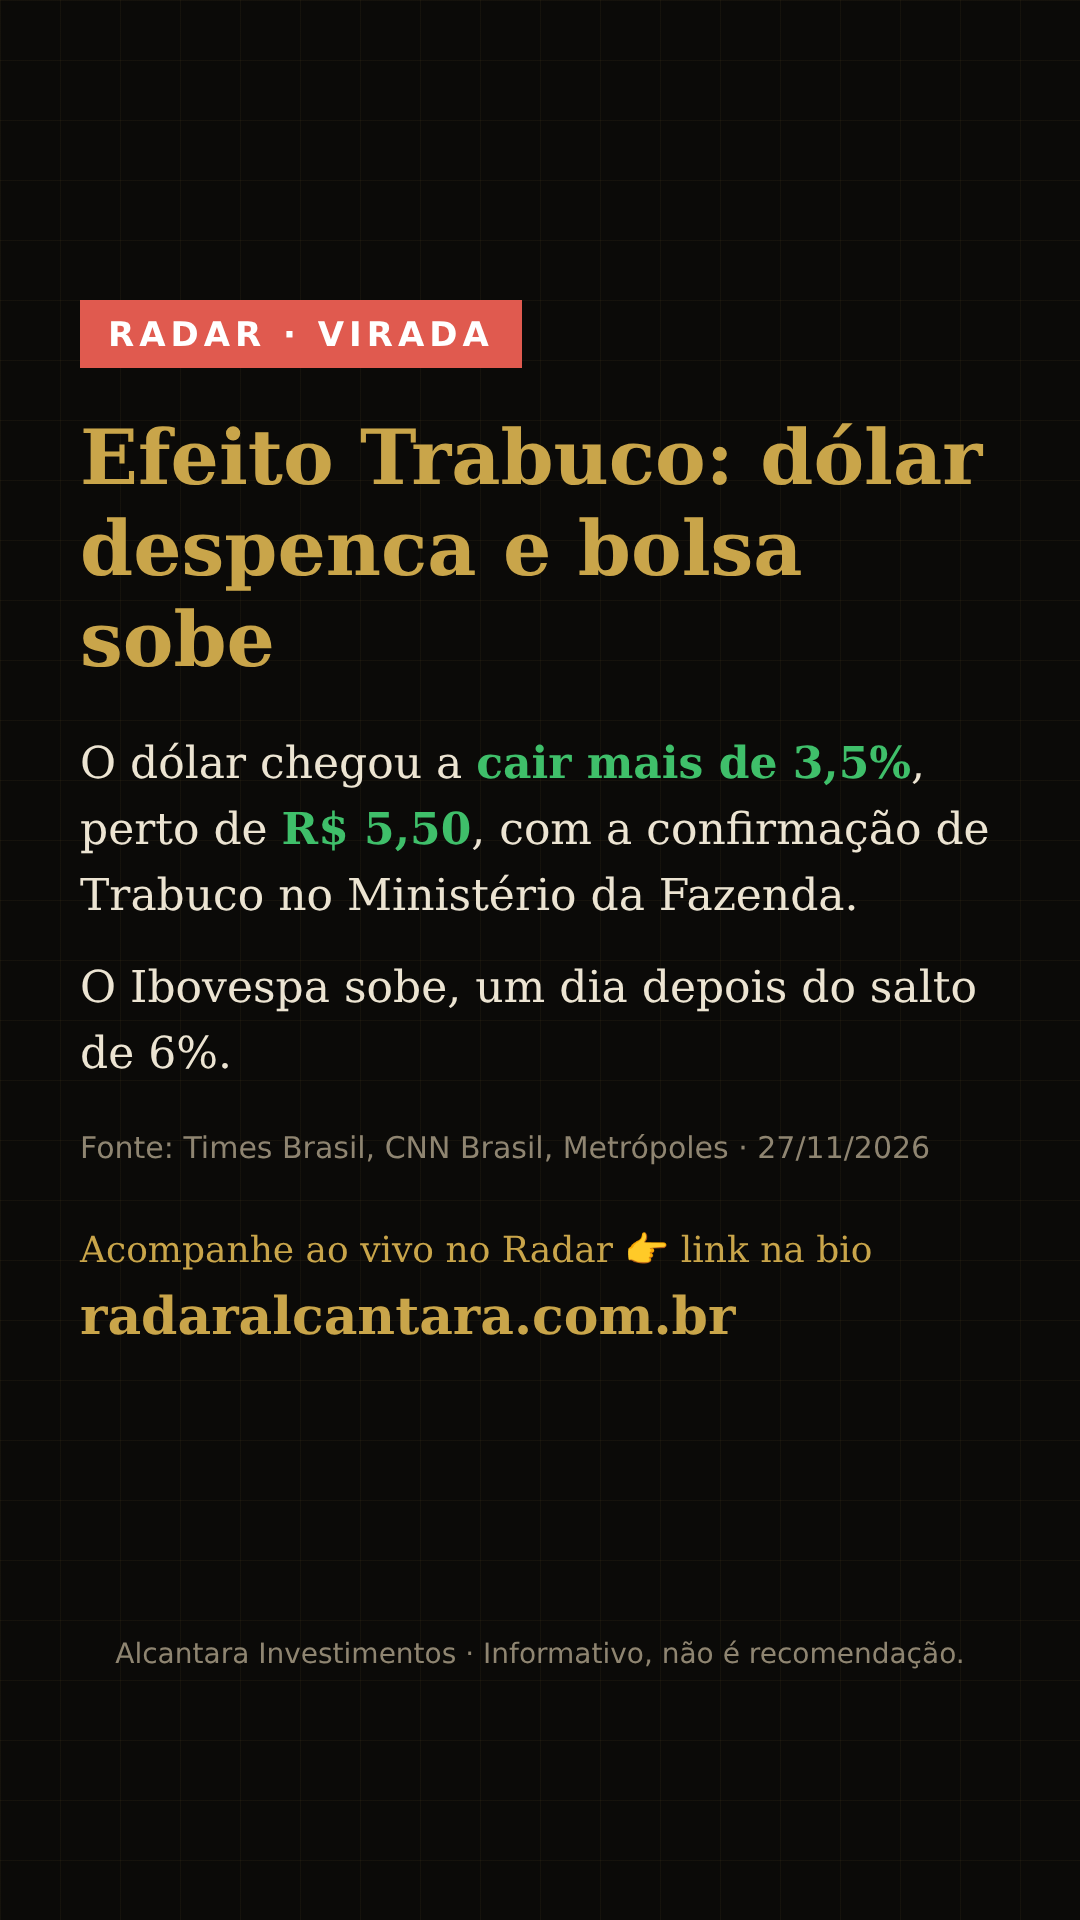 RADAR · VIRADA
Efeito Trabuco: dólar
despenca e bolsa
sobe
O dólar chegou a cair mais de 3,5%,
perto de R$ 5,50, com a confirmação de
Trabuco no Ministério da Fazenda.
O Ibovespa sobe, um dia depois do salto
de 6%.
Fonte: Times Brasil, CNN Brasil, Metrópoles · 27/11/2026
Acompanhe ao vivo no Radar 👉 link na bio
radaralcantara.com.br
Alcantara Investimentos · Informativo, não é recomendação.